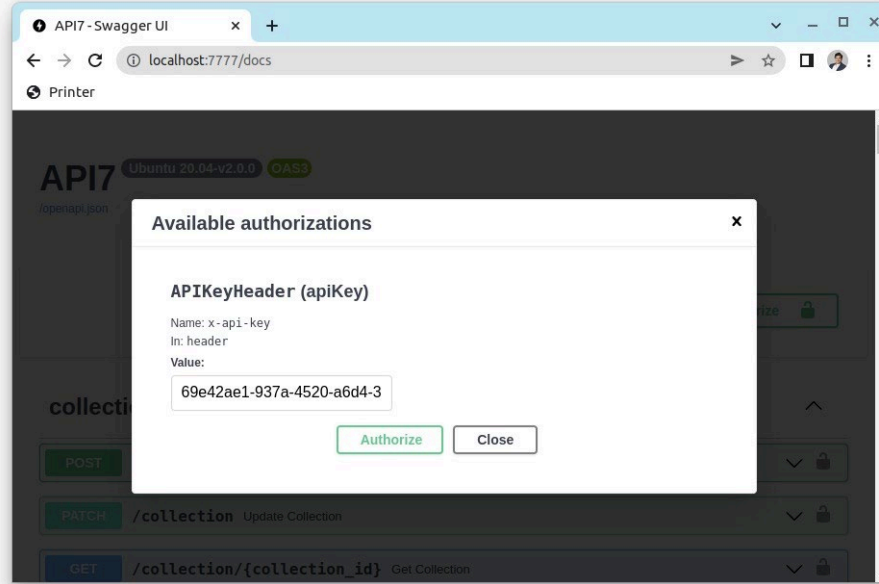 API7 - Swagger UI
localhost:7777/docs
Printer
API7 Ubuntu 20.04-v2.0.0 OAS3
/openapi.json
Available authorizations
APIKeyHeader (apiKey)
Name: x-api-key
In: header
Value:
69e42ae1-937a-4520-a6d4-3
Authorize Close
rize
collecti
POST
PATCH /collection Update Collection
GET /collection/{collection_id} Get Collection